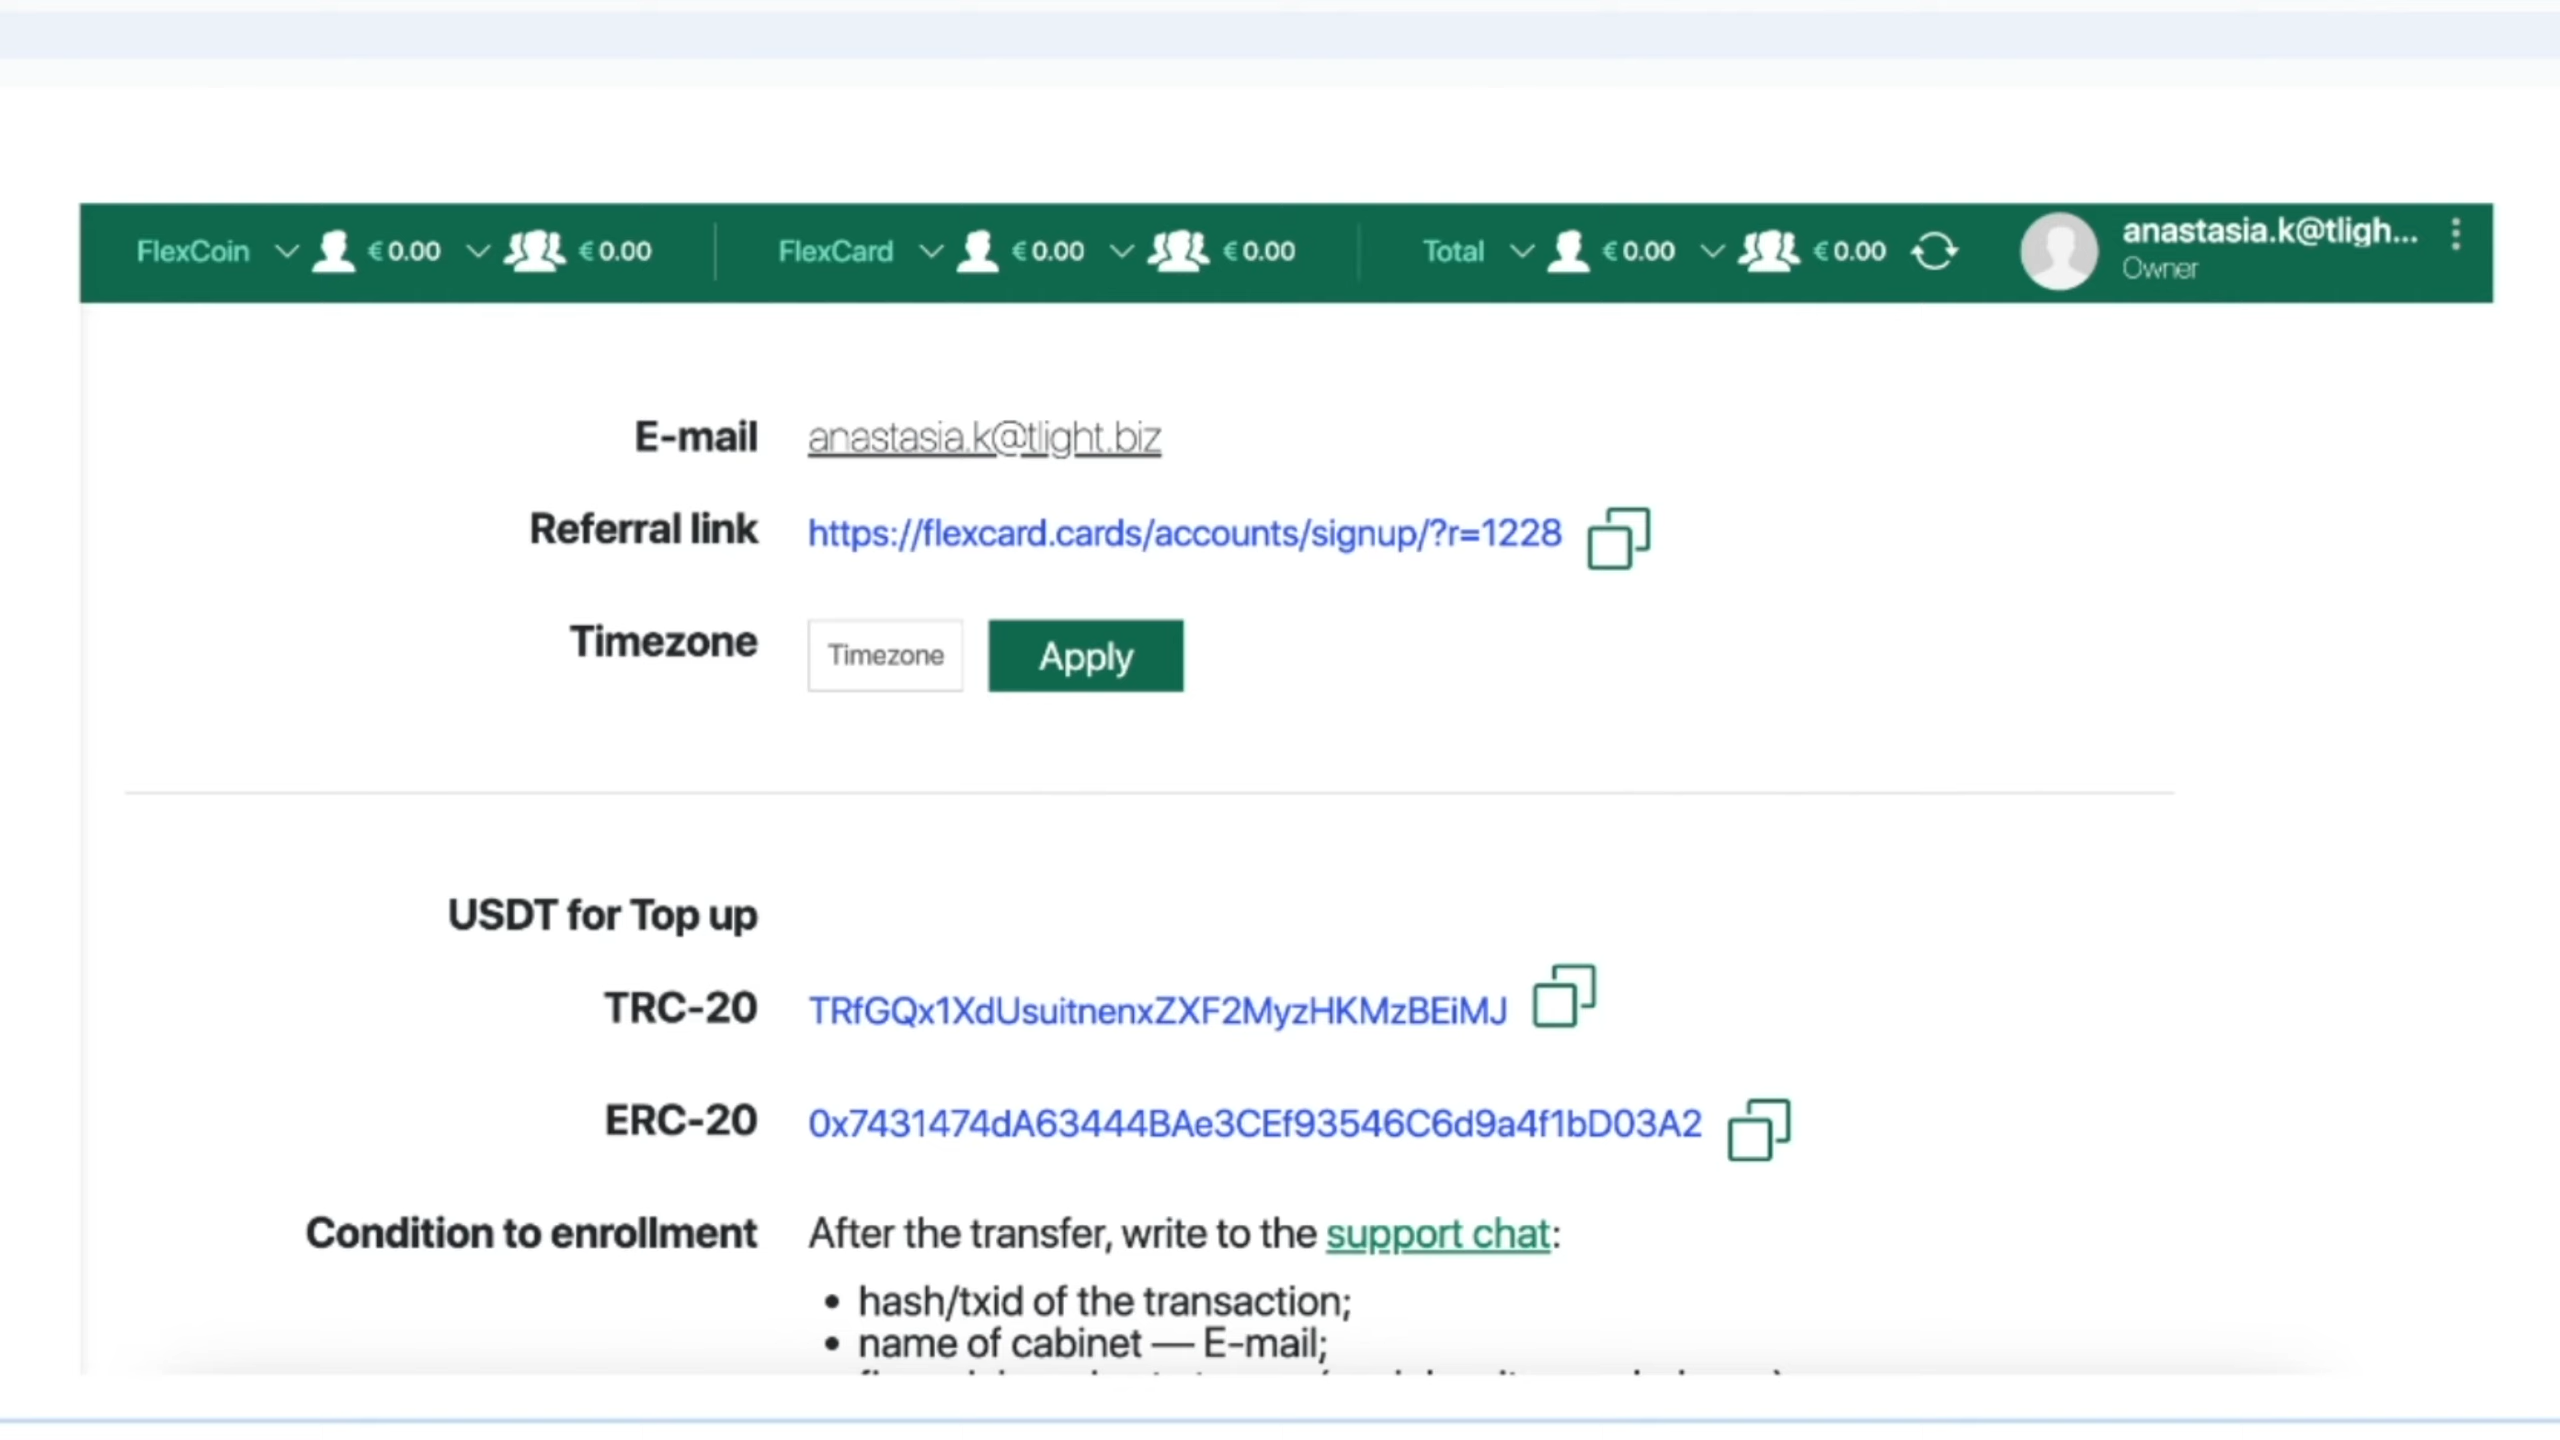 FlexCoin € 0.00 € 0.00 FlexCard € 0.00 € 0.00 Total € 0.00 € 0.00 anastasia.k@tligh...
Owner
E-mail anastasia.k@tlight.biz
Referral link https://flexcard.cards/accounts/signup/?r=1228
Timezone Timezone Apply
USDT for Top up
TRC-20 TRfGQx1XdUsuitnenxZXF2MyzHKMzBEiMJ
ERC-20 0x7431474dA63444BAe3CEf93546C6d9a4f1bD03A2
Condition to enrollment After the transfer, write to the support chat:
• hash/txid of the transaction;
• name of cabinet — E-mail;